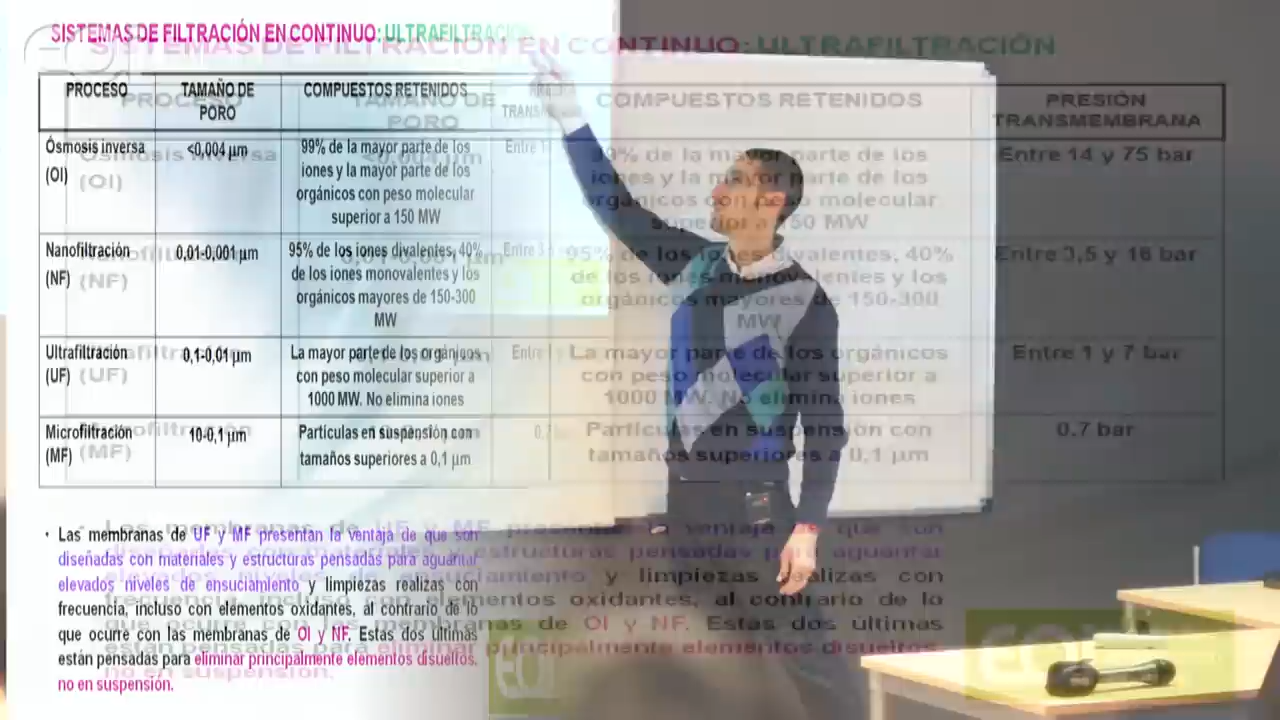 SISTEMAS DE FILTRACIÓN EN CONTINUO: ULTRAFILTRACIÓN
PROCESO TAMAÑO DE PORO COMPUESTOS RETENIDOS PRESIÓN TRANSMEMBRANA
Ósmosis inversa (OI) <0,004 µm 99% de la mayor parte de los iones y la mayor parte de los orgánicos con peso molecular superior a 150 MW Entre 14 y 75 bar
Nanofiltración (NF) 0,01-0,001 µm 95% de los iones divalentes, 40% de los iones monovalentes y los orgánicos mayores de 150-300 MW Entre 3,5 y 16 bar
Ultrafiltración (UF) 0,1-0,01 µm La mayor parte de los orgánicos con peso molecular superior a 1000 MW. No elimina iones Entre 1 y 7 bar
Microfiltración (MF) 10-0,1 µm Partículas en suspensión con tamaños superiores a 0,1 µm 0.7 bar
• Las membranas de UF y MF presentan la ventaja de que son
diseñadas con materiales y estructuras pensadas para aguantar
elevados niveles de ensuciamiento y limpiezas realizas con
frecuencia, incluso con elementos oxidantes, al contrario de lo
que ocurre con las membranas de OI y NF. Estas dos últimas
están pensadas para eliminar principalmente elementos disueltos,
no en suspensión.